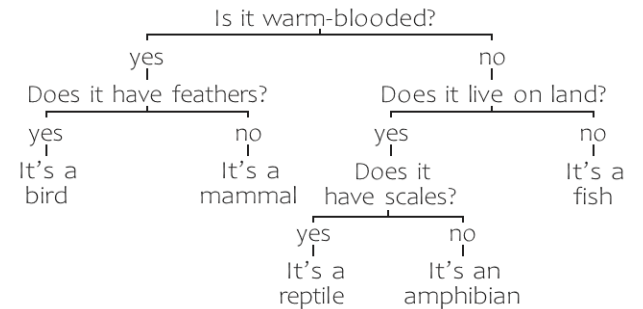 Is it warm-blooded?
yes
no
Does it have feathers?
Does it live on land?
yes
no
yes
no
It's a
bird
It's a
mammal
Does it
have scales?
It's a
fish
yes
no
It's a
reptile
It's an
amphibian